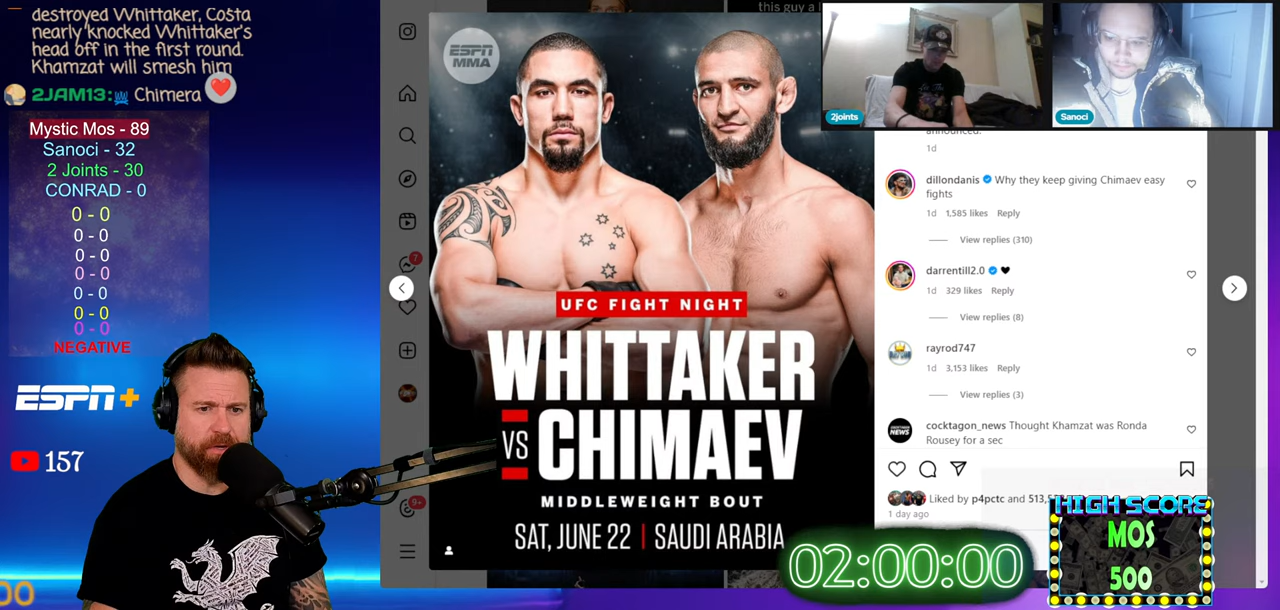 destroyed Whittaker, Costa
nearly knocked Whittaker's
head off in the first round.
Khamzat will smesh him
2JAM13: Chimera
Mystic Mos - 89
Sanoci - 32
2 Joints - 30
CONRAD - 0
0 - 0
0 - 0
0 - 0
0 - 0
0 - 0
0 - 0
0 - 0
NEGATIVE
ESPN+
157
00
7
9+
ESPN
MMA
UFC FIGHT NIGHT
WHITTAKER
VS
CHIMAEV
MIDDLEWEIGHT BOUT
SAT, JUNE 22 | SAUDI ARABIA
this guy a l
2joints
Sanoci
announced.
1d
dillondanis Why they keep giving Chimaev easy
fights
1d 1,585 likes Reply
View replies (310)
darrentill2.0
1d 329 likes Reply
View replies (8)
rayrod747
1d 3,153 likes Reply
View replies (3)
cocktagon_news Thought Khamzat was Ronda
Rousey for a sec
Liked by p4pctc and 513,5
1 day ago
02:00:00
HIGH SCORE
MOS
500